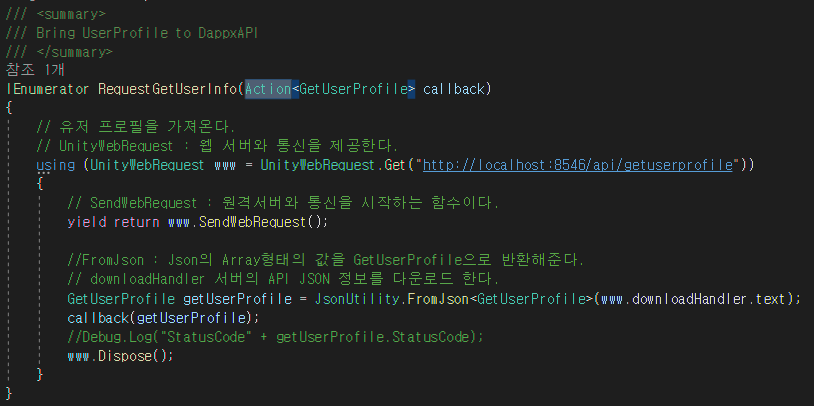 /// <summary>
/// Bring UserProfile to DappxAPI
/// </summary>
참조 1개
IEnumerator RequestGetUserInfo(Action<GetUserProfile> callback)
{
// 유저 프로필을 가져온다.
// UnityWebRequest : 웹 서버와 통신을 제공한다.
using (UnityWebRequest www = UnityWebRequest.Get("http://localhost:8546/api/getuserprofile"))
{
// SendWebRequest : 원격서버와 통신을 시작하는 함수이다.
yield return www.SendWebRequest();
//FromJson : Json의 Array형태의 값을 GetUserProfile으로 반환해준다.
// downloadHandler 서버의 API JSON 정보를 다운로드 한다.
GetUserProfile getUserProfile = JsonUtility.FromJson<GetUserProfile>(www.downloadHandler.text);
callback(getUserProfile);
//Debug.Log("StatusCode" + getUserProfile.StatusCode);
www.Dispose();
}
}